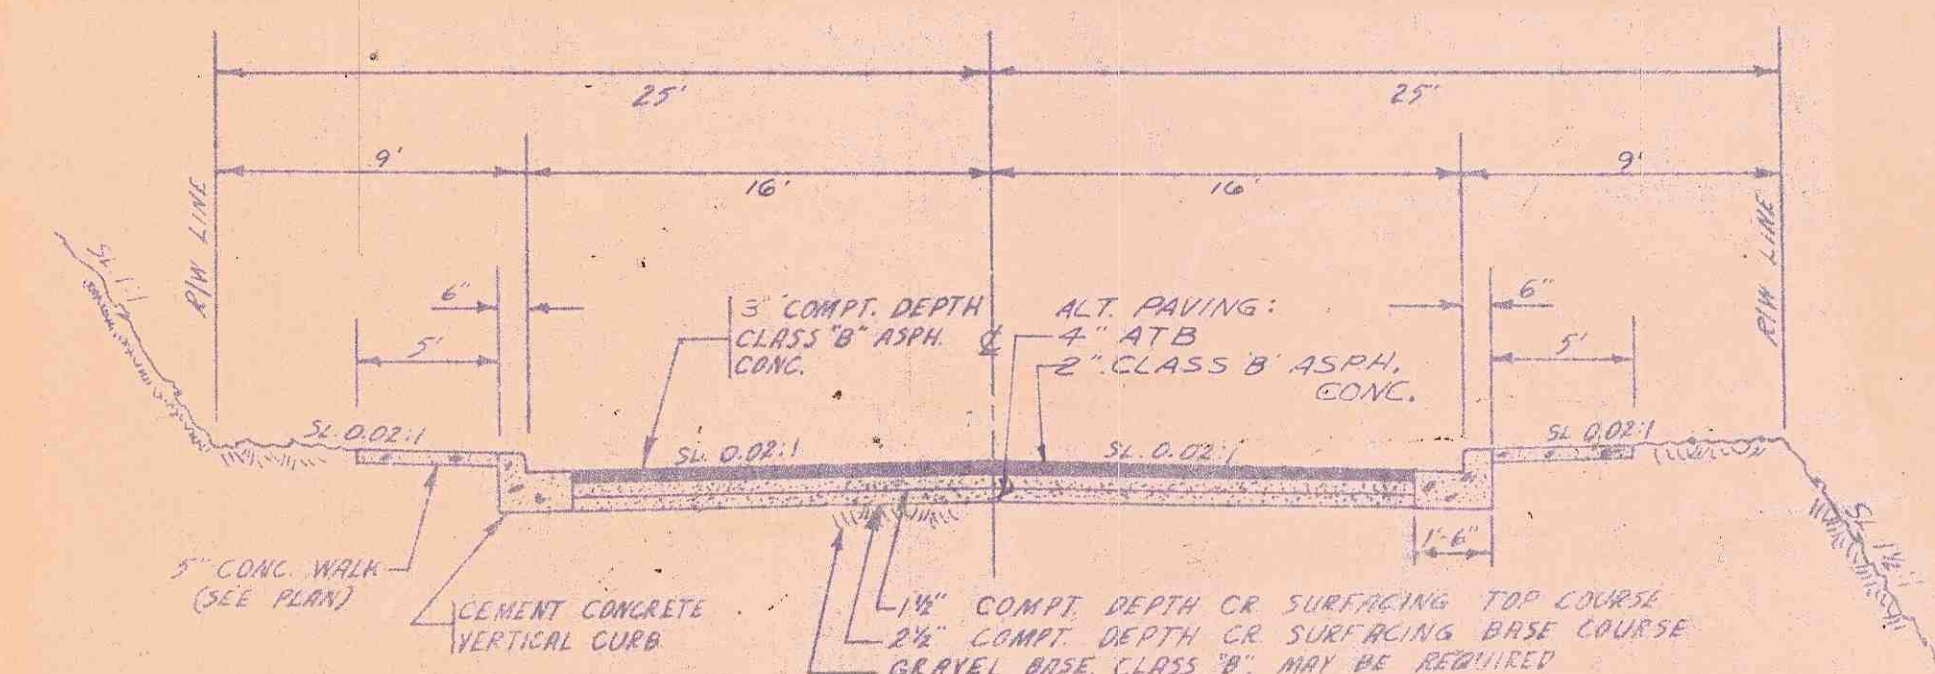 25'
25'
9'
16'
16'
9'
R/W LINE
R/W LINE
SL. 1:1
6"
6"
5'
5'
3" COMPT. DEPTH
CLASS "B" ASPH.
CONC.
ALT. PAVING:
4" ATB
2" CLASS 'B' ASPH.
CONC.
℄
SL. 0.02:1
SL. 0.02:1
SL. 0.02:1
SL. 0.02:1
SL. 1½:1
1'-6"
5" CONC. WALK
(SEE PLAN)
CEMENT CONCRETE
VERTICAL CURB
1½" COMPT. DEPTH CR. SURFACING TOP COURSE
2½" COMPT. DEPTH CR. SURFACING BASE COURSE
GRAVEL BASE, CLASS "B", MAY BE REQUIRED